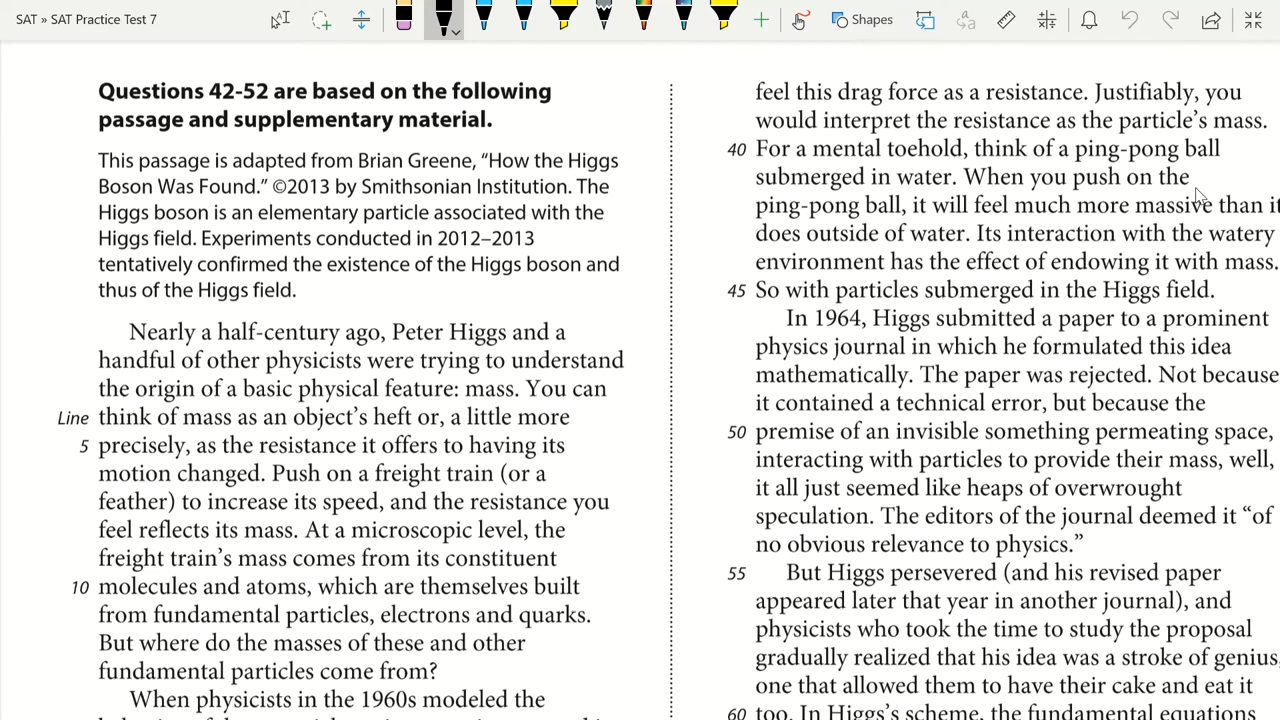 SAT » SAT Practice Test 7
Shapes
Questions 42-52 are based on the following
passage and supplementary material.
This passage is adapted from Brian Greene, “How the Higgs
Boson Was Found.” ©2013 by Smithsonian Institution. The
Higgs boson is an elementary particle associated with the
Higgs field. Experiments conducted in 2012–2013
tentatively confirmed the existence of the Higgs boson and
thus of the Higgs field.
Nearly a half-century ago, Peter Higgs and a
handful of other physicists were trying to understand
the origin of a basic physical feature: mass. You can
Line think of mass as an object’s heft or, a little more
5 precisely, as the resistance it offers to having its
motion changed. Push on a freight train (or a
feather) to increase its speed, and the resistance you
feel reflects its mass. At a microscopic level, the
freight train’s mass comes from its constituent
10 molecules and atoms, which are themselves built
from fundamental particles, electrons and quarks.
But where do the masses of these and other
fundamental particles come from?
When physicists in the 1960s modeled the
feel this drag force as a resistance. Justifiably, you
would interpret the resistance as the particle’s mass.
40 For a mental toehold, think of a ping-pong ball
submerged in water. When you push on the
ping-pong ball, it will feel much more massive than it
does outside of water. Its interaction with the watery
environment has the effect of endowing it with mass.
45 So with particles submerged in the Higgs field.
In 1964, Higgs submitted a paper to a prominent
physics journal in which he formulated this idea
mathematically. The paper was rejected. Not because
it contained a technical error, but because the
50 premise of an invisible something permeating space,
interacting with particles to provide their mass, well,
it all just seemed like heaps of overwrought
speculation. The editors of the journal deemed it “of
no obvious relevance to physics.”
55 But Higgs persevered (and his revised paper
appeared later that year in another journal), and
physicists who took the time to study the proposal
gradually realized that his idea was a stroke of genius,
one that allowed them to have their cake and eat it
60 too. In Higgs’s scheme, the fundamental equations